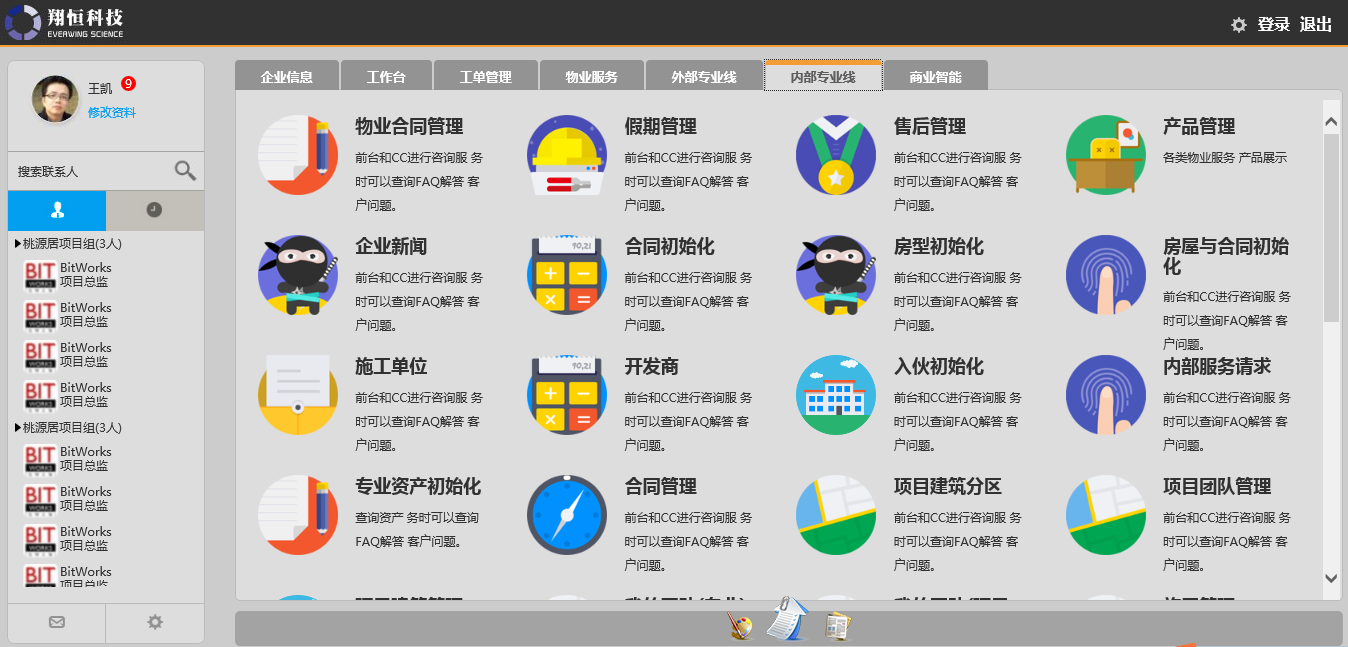 翔恒科技
EVERWING SCIENCE
登录 退出
王凯 9
修改资料
搜索联系人
桃源居项目组(3人)
BIT WORKS BitWorks
项目总监
BIT WORKS BitWorks
项目总监
BIT WORKS BitWorks
项目总监
BIT WORKS BitWorks
项目总监
桃源居项目组(3人)
BIT WORKS BitWorks
项目总监
BIT WORKS BitWorks
项目总监
BIT WORKS BitWorks
项目总监
BIT BitWorks
项目总监
企业信息 工作台 工单管理 物业服务 外部专业线 内部专业线 商业智能
物业合同管理
前台和CC进行咨询服 务
时可以查询FAQ解答 客
户问题。
假期管理
前台和CC进行咨询服 务
时可以查询FAQ解答 客
户问题。
售后管理
前台和CC进行咨询服 务
时可以查询FAQ解答 客
户问题。
产品管理
各类物业服务 产品展示
企业新闻
前台和CC进行咨询服 务
时可以查询FAQ解答 客
户问题。
10,21
合同初始化
前台和CC进行咨询服 务
时可以查询FAQ解答 客
户问题。
房型初始化
前台和CC进行咨询服 务
时可以查询FAQ解答 客
户问题。
房屋与合同初始
化
前台和CC进行咨询服 务
时可以查询FAQ解答 客
户问题。
施工单位
前台和CC进行咨询服 务
时可以查询FAQ解答 客
户问题。
10,21
开发商
前台和CC进行咨询服 务
时可以查询FAQ解答 客
户问题。
入伙初始化
前台和CC进行咨询服 务
时可以查询FAQ解答 客
户问题。
内部服务请求
前台和CC进行咨询服 务
时可以查询FAQ解答 客
户问题。
专业资产初始化
查询资产 务时可以查询
FAQ解答 客户问题。
合同管理
前台和CC进行咨询服 务
时可以查询FAQ解答 客
户问题。
项目建筑分区
前台和CC进行咨询服 务
时可以查询FAQ解答 客
户问题。
项目团队管理
前台和CC进行咨询服 务
时可以查询FAQ解答 客
户问题。